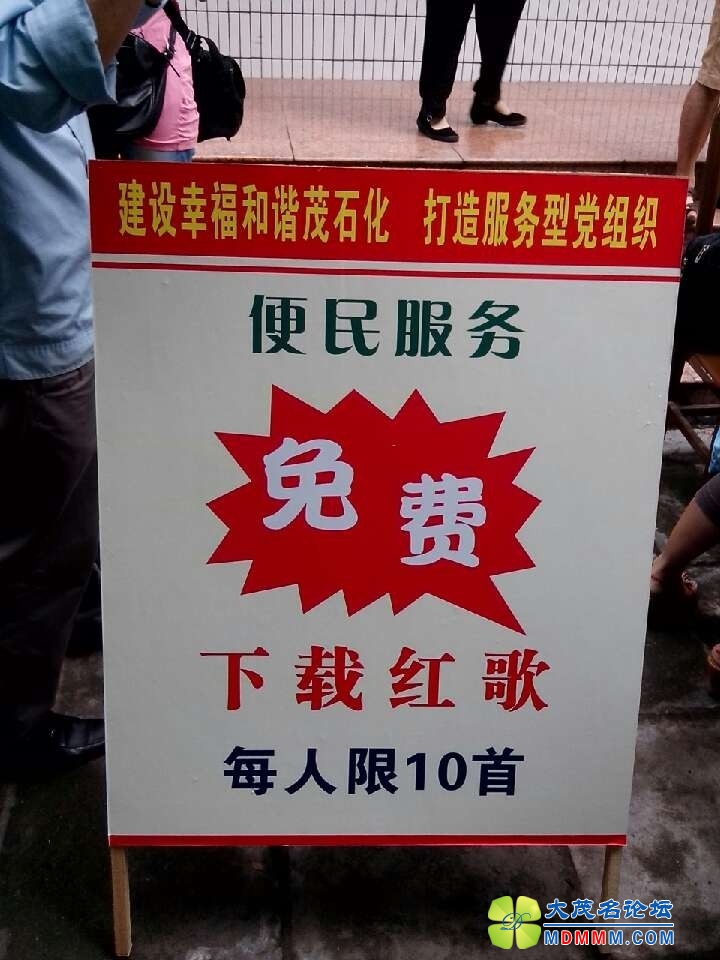 建设幸福和谐茂石化 打造服务型党组织
便民服务
免费
下载红歌
每人限10首
大茂名论坛
MDMMM.COM